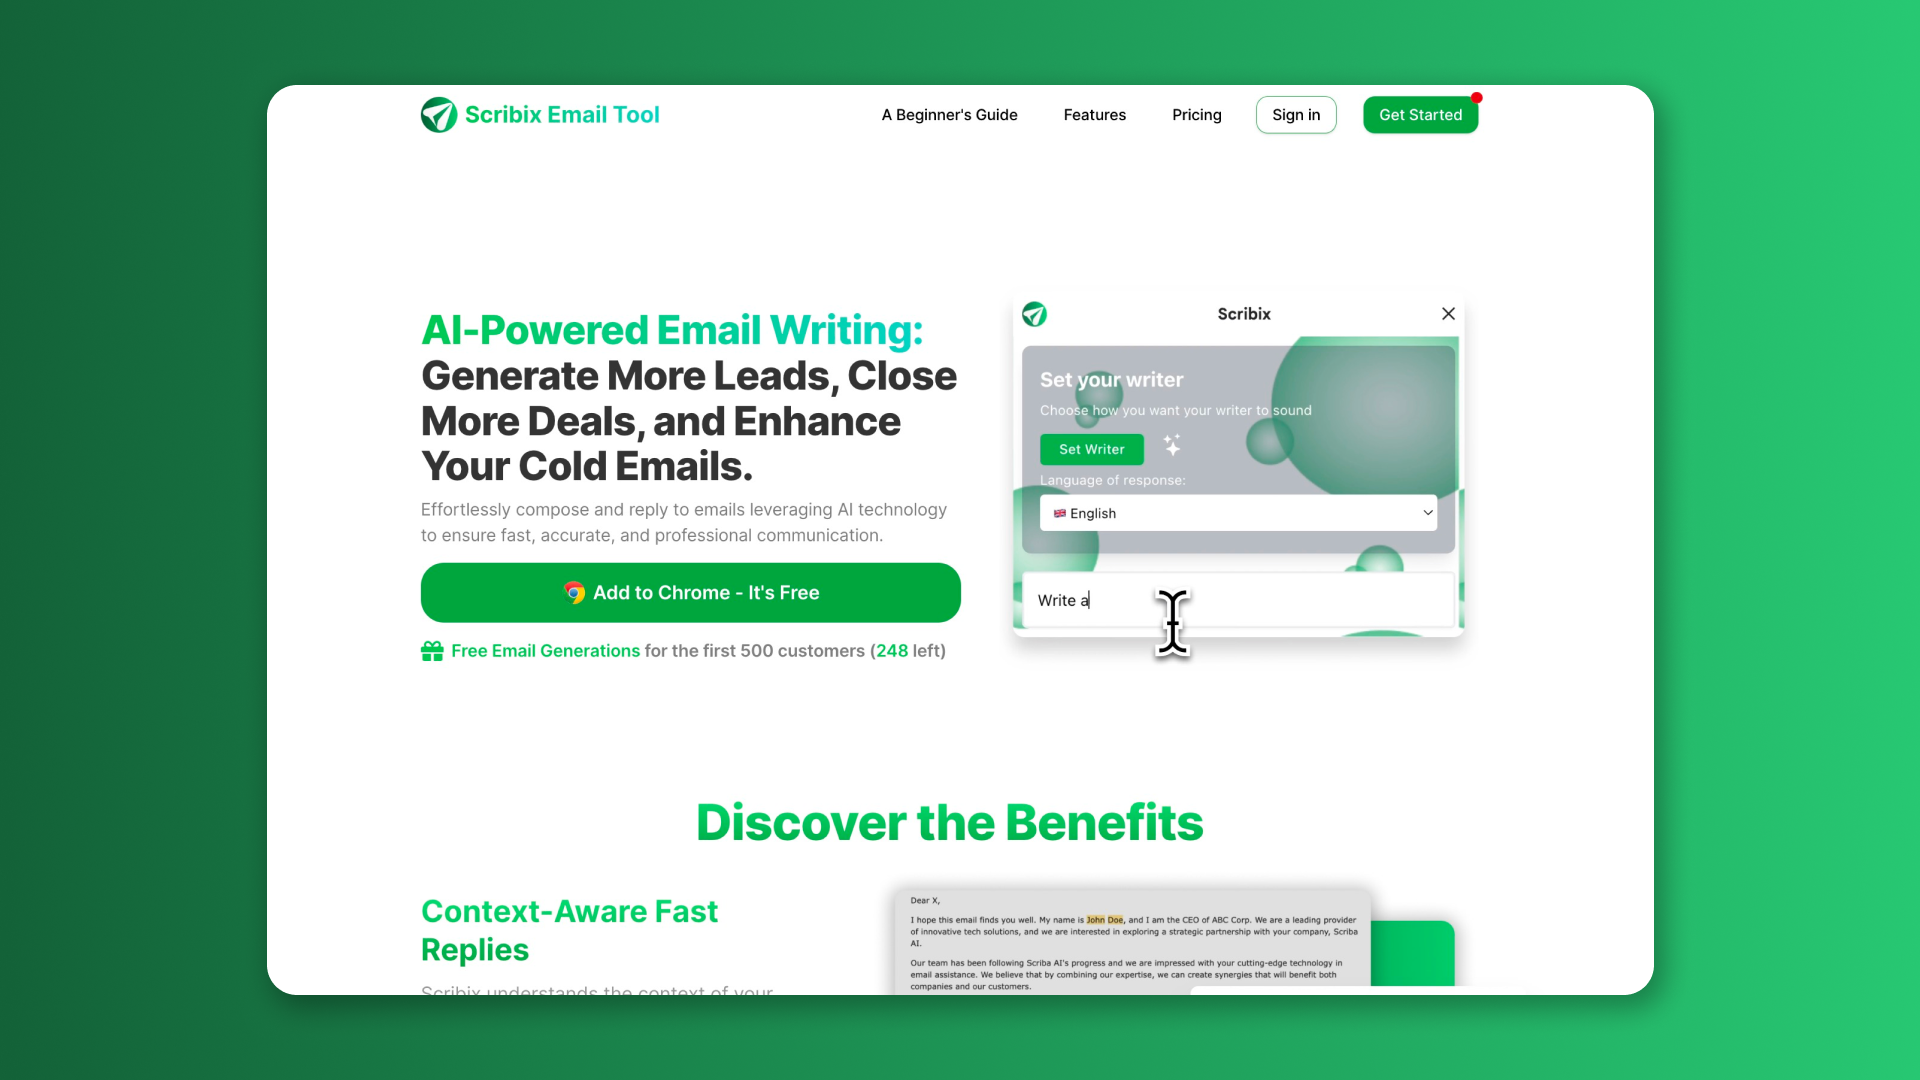 Scribix Email Tool
A Beginner's Guide
Features
Pricing
Sign in
Get Started
AI-Powered Email Writing:
Generate More Leads, Close
More Deals, and Enhance
Your Cold Emails.
Effortlessly compose and reply to emails leveraging AI technology
to ensure fast, accurate, and professional communication.
Add to Chrome - It's Free
Free Email Generations for the first 500 customers (248 left)
Scribix
Set your writer
Choose how you want your writer to sound
Set Writer
Language of response:
English
Write a
Discover the Benefits
Context-Aware Fast
Replies
Scribix understands the context of your
Dear X,
I hope this email finds you well. My name is John Doe, and I am the CEO of ABC Corp. We are a leading provider
of innovative tech solutions, and we are interested in exploring a strategic partnership with your company, Scriba
AI.
Our team has been following Scriba AI's progress and we are impressed with your cutting-edge technology in
email assistance. We believe that by combining our expertise, we can create synergies that will benefit both
companies and our customers.